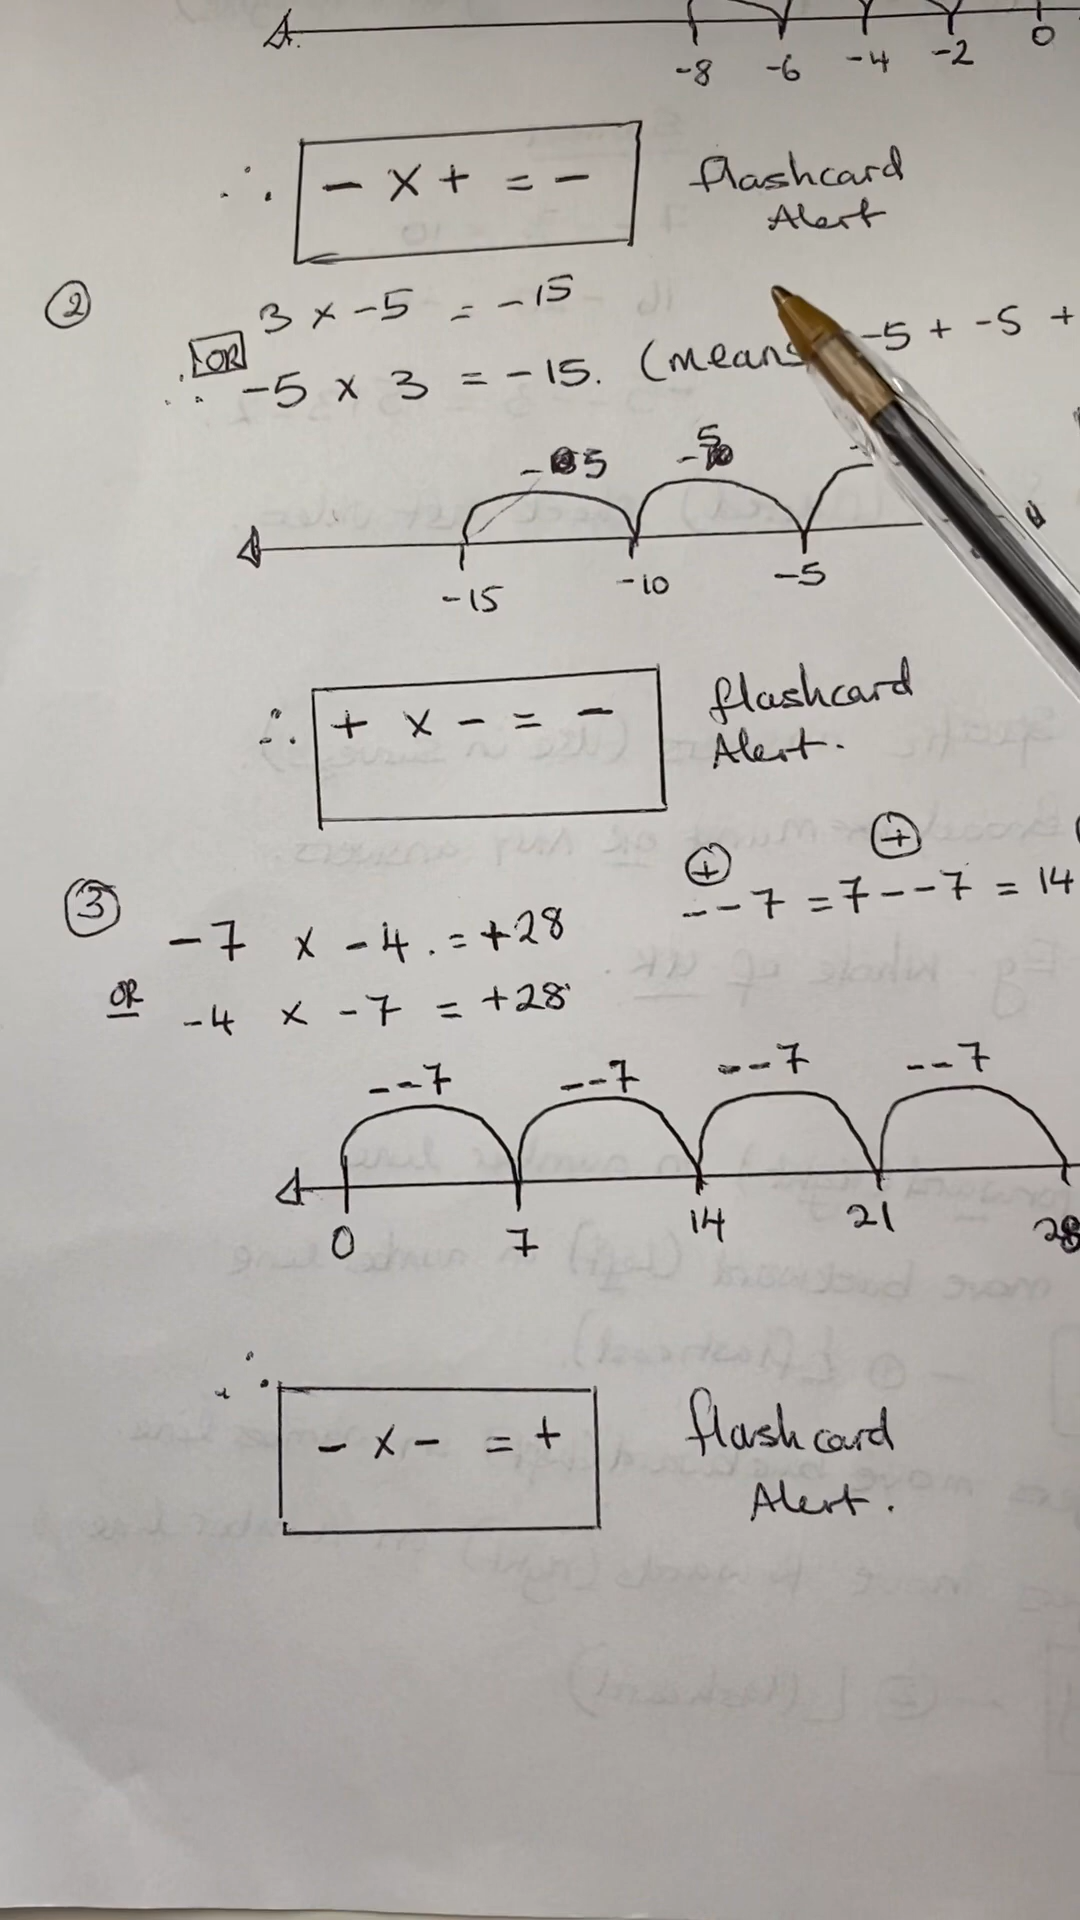 -8 -6 -4 -2 0
∴ - x + = - flashcard
Alert
② 3 x -5 = -15
OR
∴ -5 x 3 = -15. (means -5 + -5 +
-5 -5
-15 -10 -5
∴ + x - = - flashcard
Alert.
⊕ ⊕
--7 = 7--7 = 14
③ -7 x -4 . = +28
OR -4 x -7 = +28
--7 --7 --7 --7
0 7 14 21 28
∴ - x - = + flashcard
Alert.